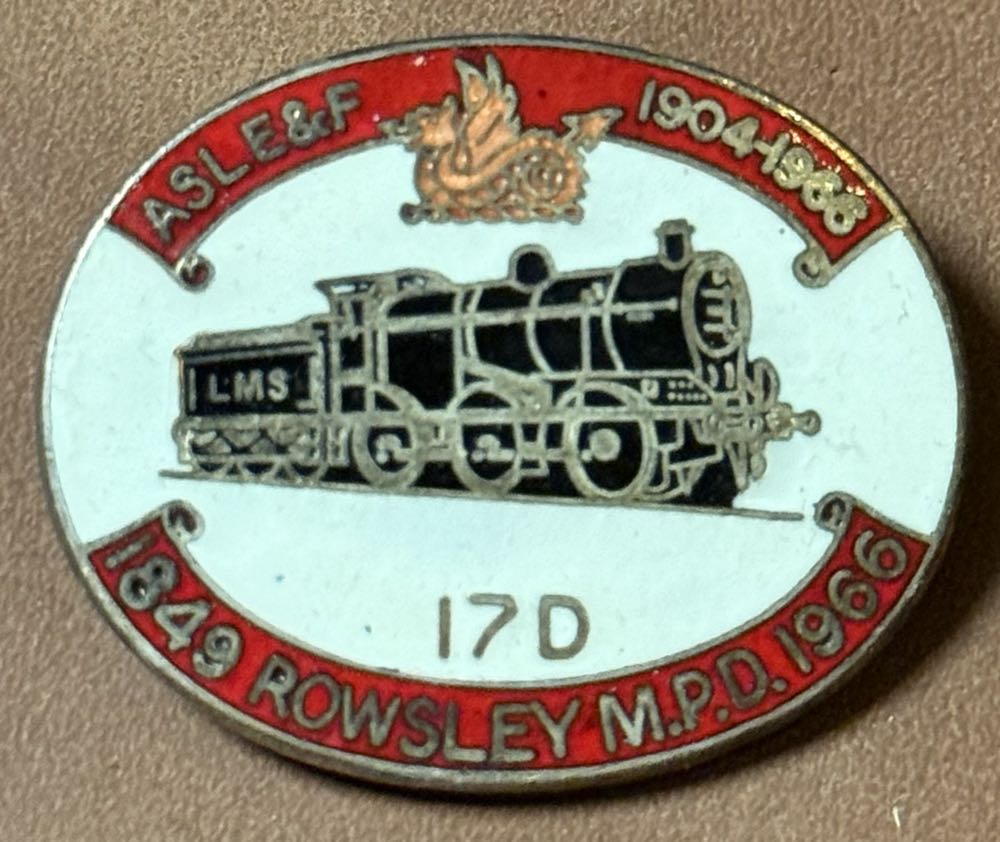 ASLE&F 1904-1966
LMS
17D
1849 ROWSLEY M.P.D. 1966